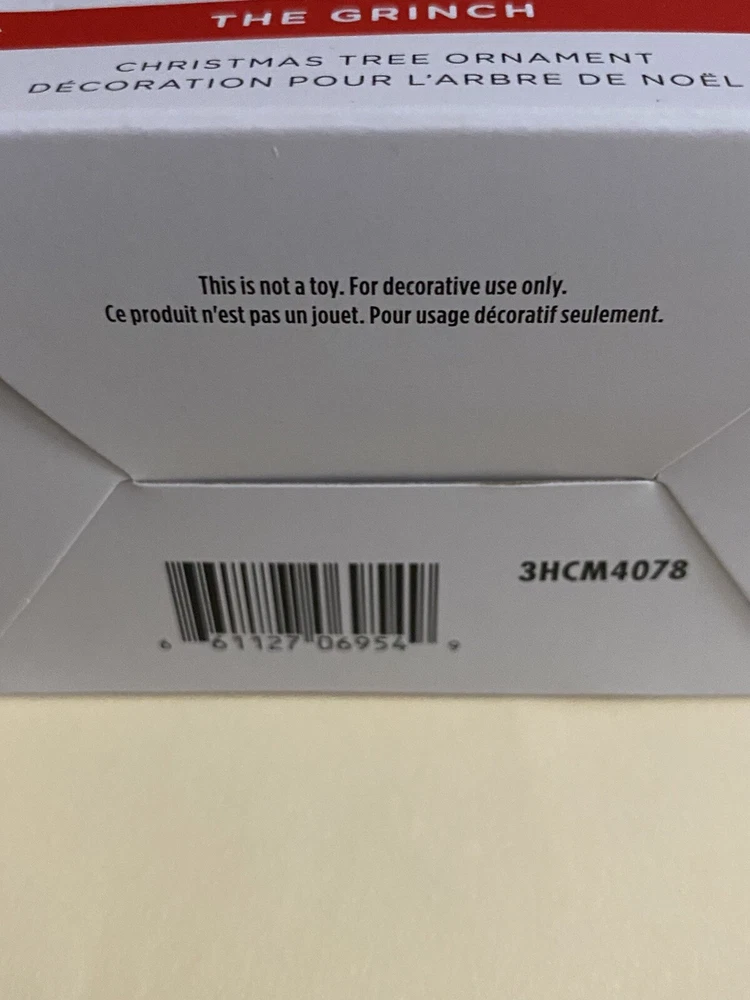 THE GRINCH
CHRISTMAS TREE ORNAMENT
DÉCORATION POUR L'ARBRE DE NOËL
This is not a toy. For decorative use only.
Ce produit n'est pas un jouet. Pour usage décoratif seulement.
3HCM4078
6 61127 06954 9